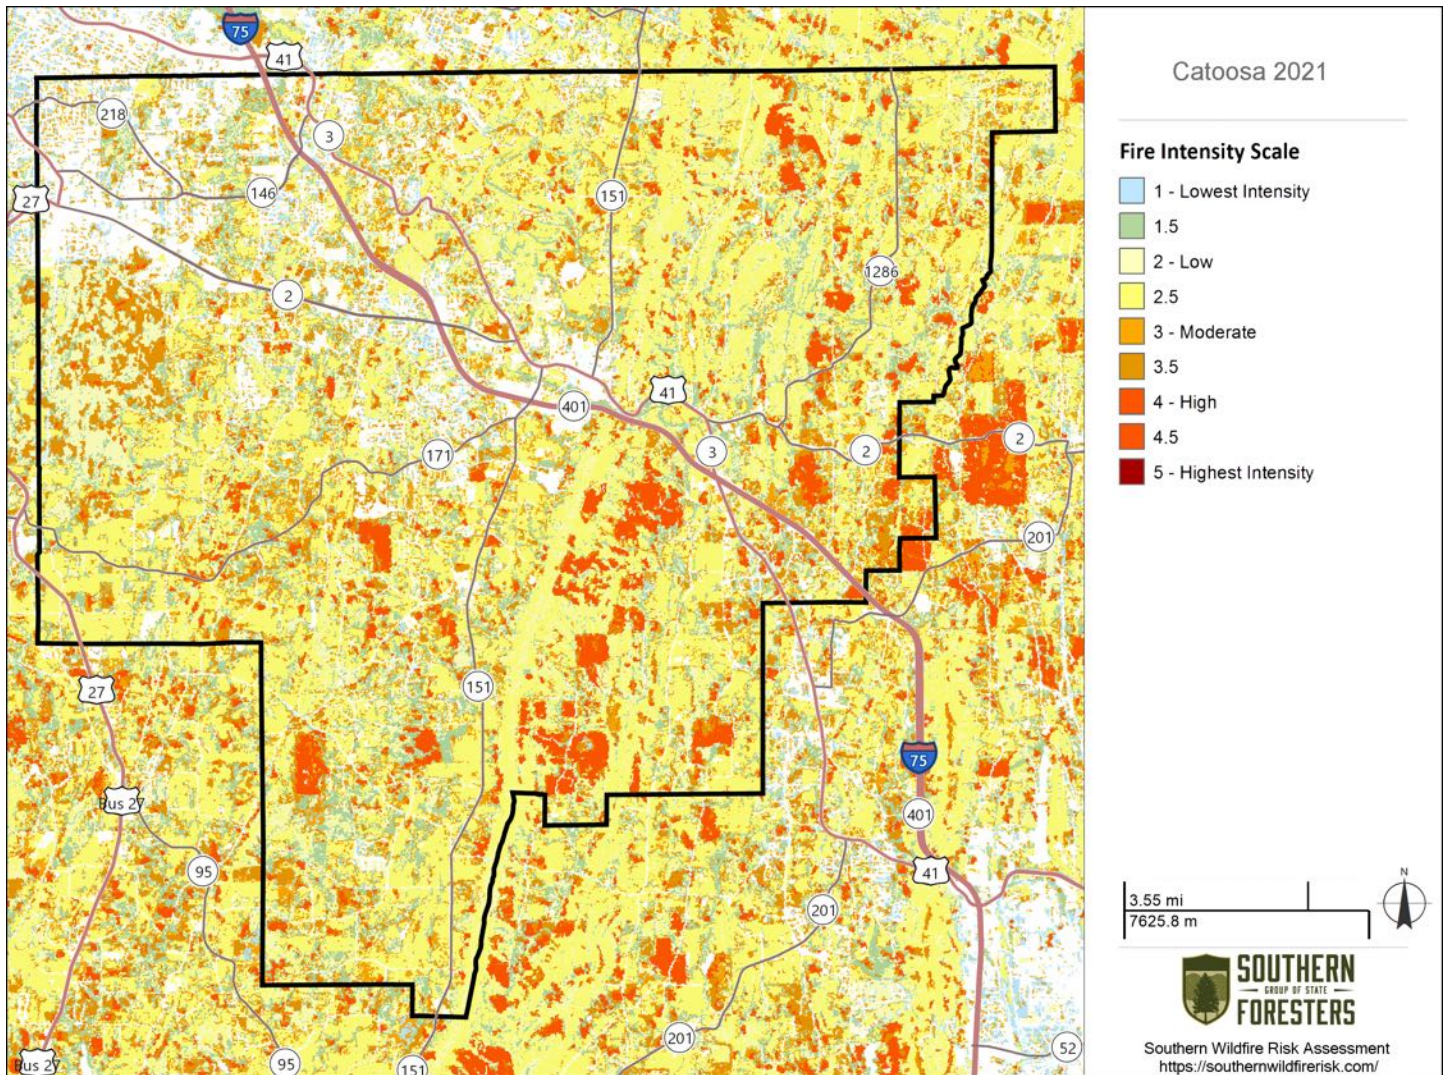 75
41
218
3
27
146
151
2
1286
401
41
171
3
2
2
201
27
151
75
Bus 27
401
95
41
201
201
52
Bus 27
95
151
Catoosa 2021
Fire Intensity Scale
1 - Lowest Intensity
1.5
2 - Low
2.5
3 - Moderate
3.5
4 - High
4.5
5 - Highest Intensity
N
3.55 mi
7625.8 m
SOUTHERN
GROUP OF STATE
FORESTERS
Southern Wildfire Risk Assessment
https://southernwildfirerisk.com/